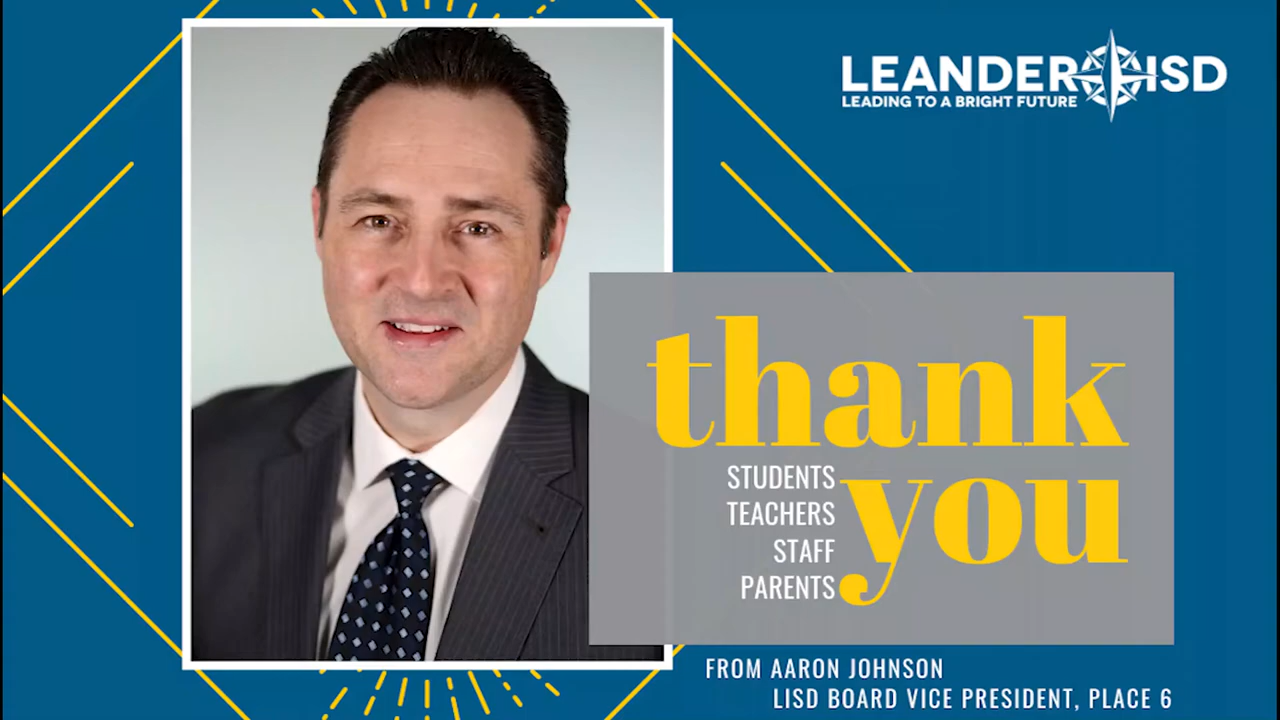 LEANDER ISD
LEADING TO A BRIGHT FUTURE
thank
STUDENTS
TEACHERS
STAFF
PARENTS
you
FROM AARON JOHNSON
LISD BOARD VICE PRESIDENT, PLACE 6